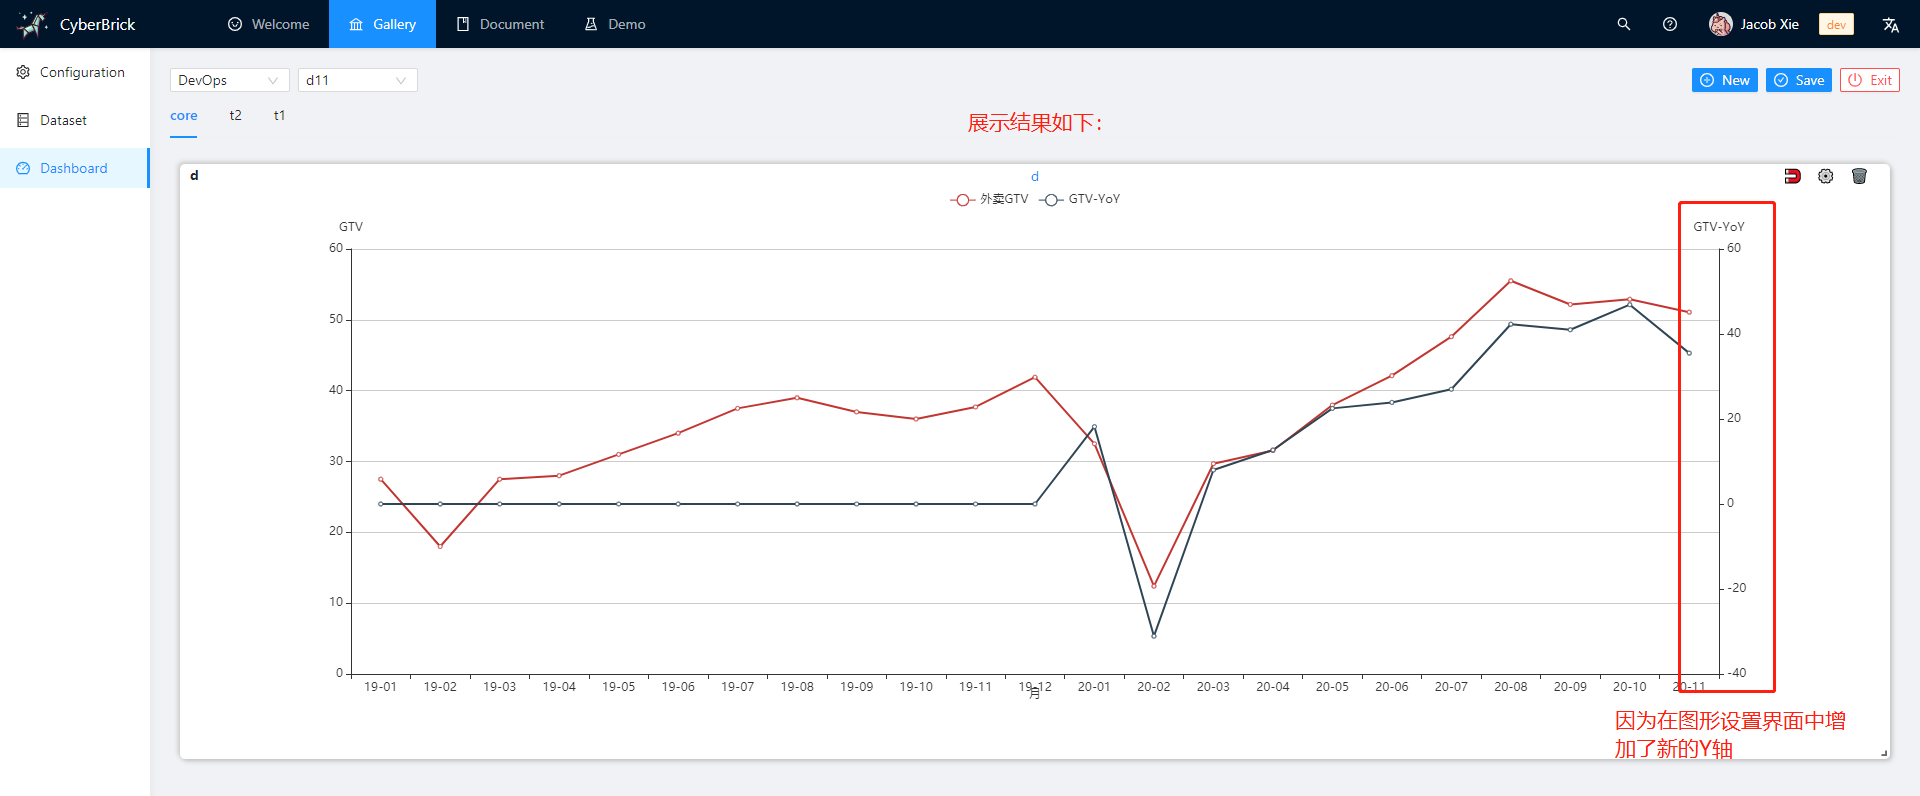 CyberBrick
Welcome
Gallery
Document
Demo
Jacob Xie
dev
Configuration
Dataset
Dashboard
DevOps
d11
New
Save
Exit
core
t2
t1
展示结果如下：
d
d
外卖GTV
GTV-YoY
GTV
GTV-YoY
60
50
40
30
20
10
0
60
40
20
0
-20
-40
19-01
19-02
19-03
19-04
19-05
19-06
19-07
19-08
19-09
19-10
19-11
19-12
20-01
20-02
20-03
20-04
20-05
20-06
20-07
20-08
20-09
20-10
20-11
月
因为在图形设置界面中增
加了新的Y轴